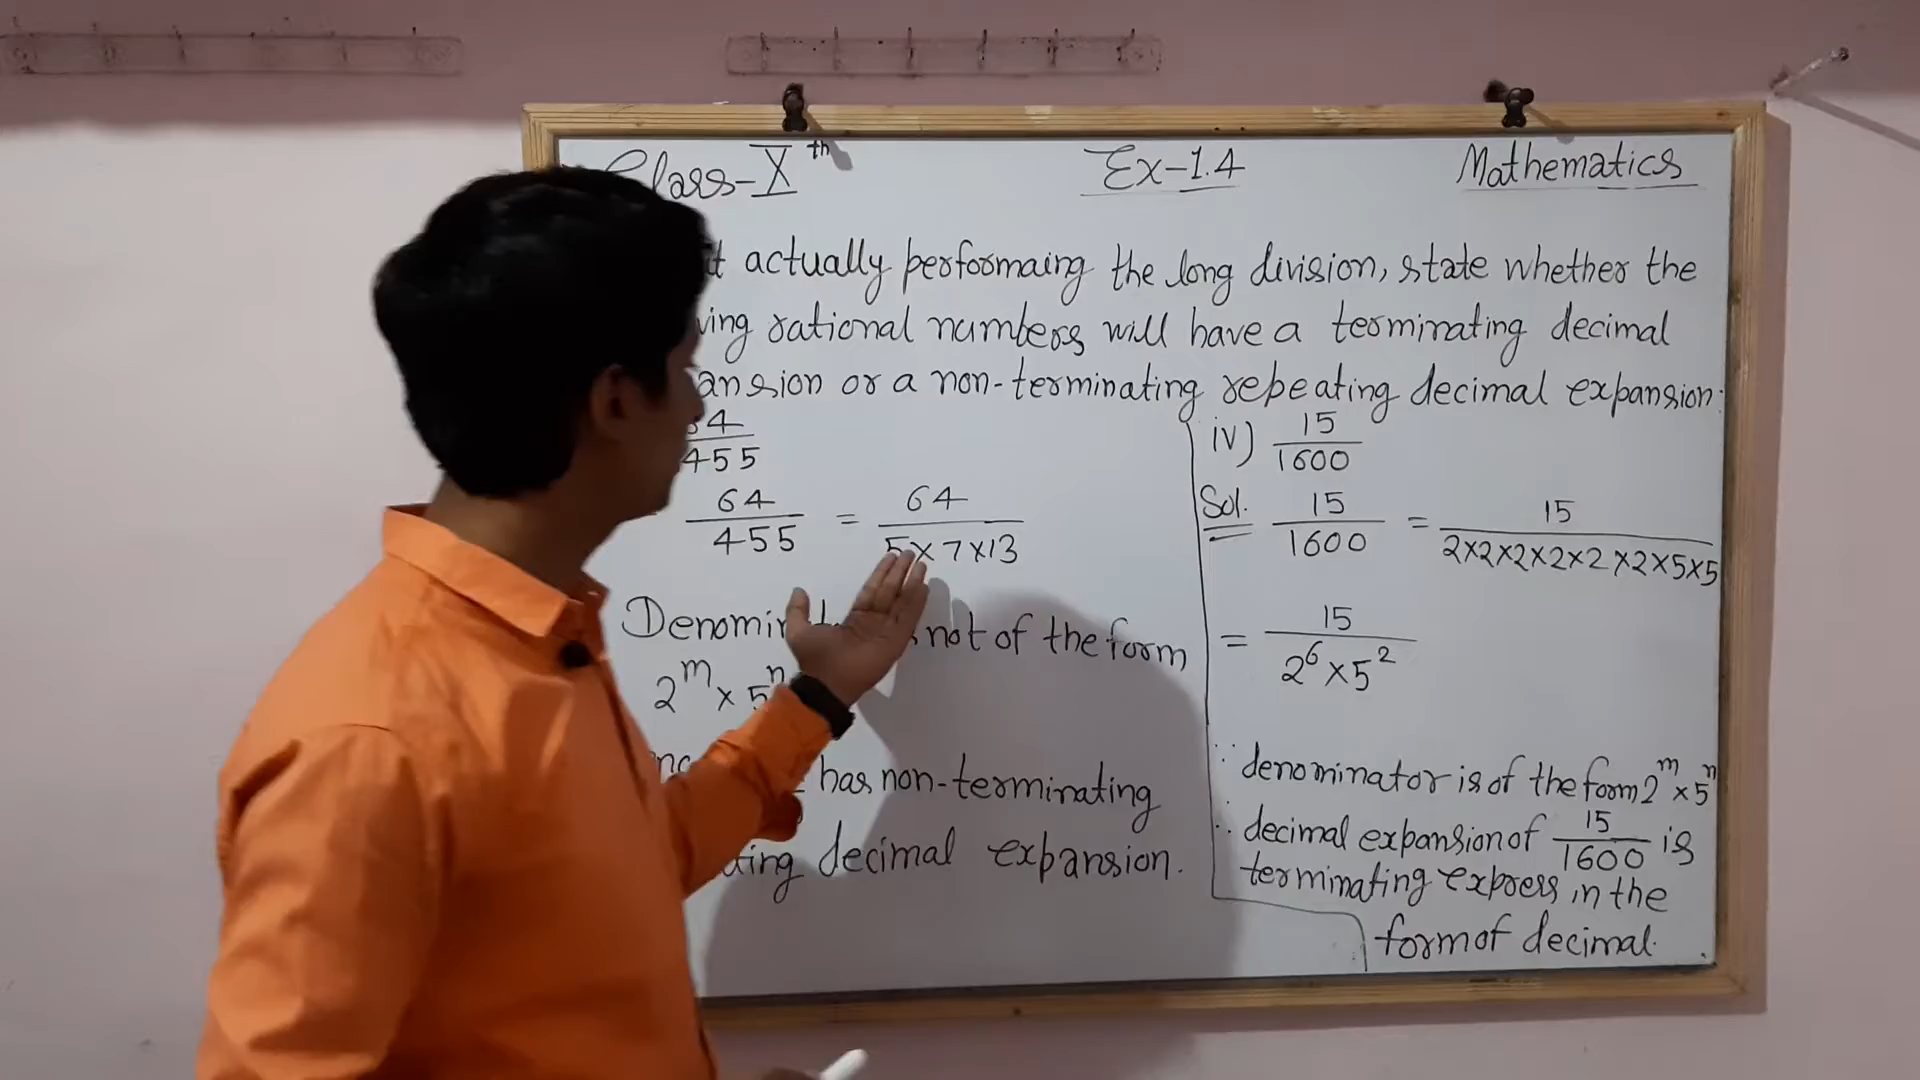 Class-X th Ex-1.4 Mathematics
actually performaing the long division, state whether the
rational numbers will have a terminating decimal
or a non-terminating repeating decimal expansion:
64
455
64/455 = 64/5×7×13
not of the form
2^m × 5^n
has non-terminating
decimal expansion.
iv) 15/1600
Sol. 15/1600 = 15/2×2×2×2×2×2×5×5
= 15/2^6×5^2
∵ denominator is of the form 2^m×5^n
∴ decimal expansion of 15/1600 is
terminating express in the
form of decimal.